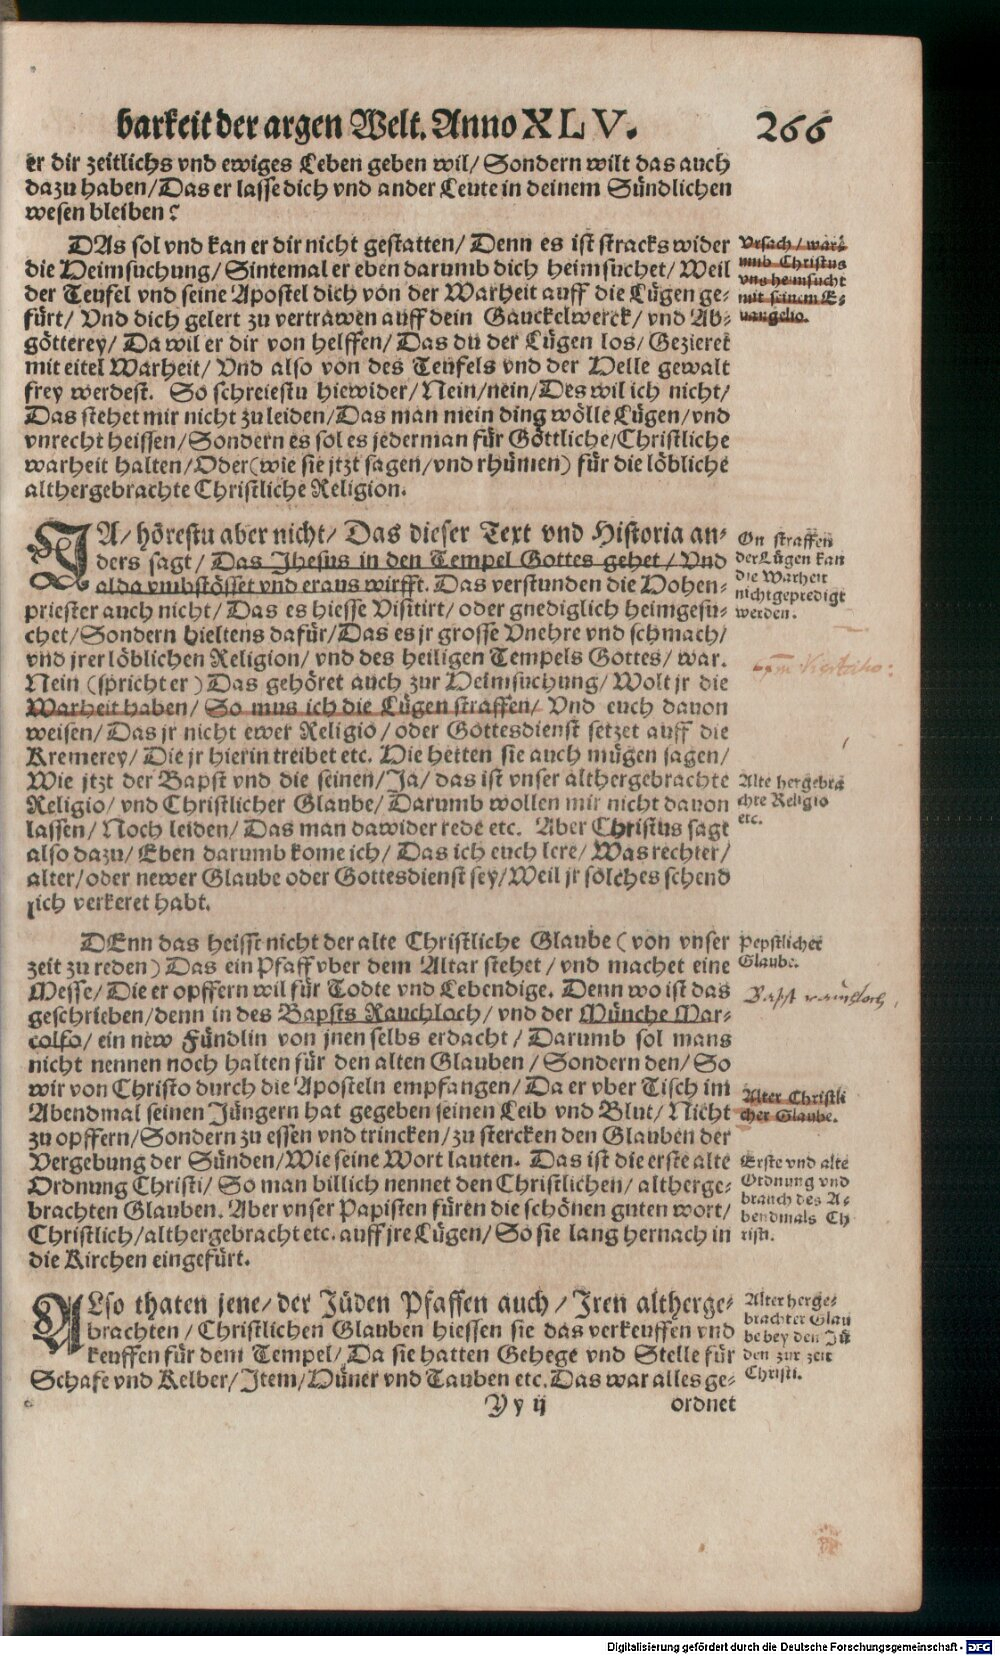 barkeit der argen Welt. Anno XLV. 266
er dir zeitlichs vnd ewiges Leben geben wil/ Sondern wilt das auch
dazu haben/ Das er lasse dich vnd ander Leute in deinem Sündlichen
wesen bleiben?
DAs sol vnd kan er dir nicht gestatten/ Denn es ist stracks wider
die Heimsuchung/ Sintemal er eben darumb dich heimsuchet/ Weil
der Teufel vnd seine Apostel dich von der Warheit auff die Lügen ge-
fürt/ Vnd dich gelert zu vertrawen auff dein Gauckelwerck/ vnd Ab-
götterey/ Da wil er dir von helffen/ Das du der Lügen los/ Gezieret
mit eitel Warheit/ Vnd also von des Teufels vnd der Helle gewalt
frey werdest. So schreiestu hiewider/ Nein/ nein/ Des wil ich nicht/
Das stehet mir nicht zu leiden/ Das man mein ding wölle Lügen/ vnd
vnrecht heissen/ Sondern es sol es jederman für Göttliche/ Christliche
warheit halten/ Oder (wie sie jtzt sagen/ vnd rhümen) für die löbliche
althergebrachte Christliche Religion.
Vrsach/ war-
umb Christus
vns heimsucht
mit seinem E-
uangelio.
JA/ hörestu aber nicht/ Das dieser Text vnd Historia an-
ders sagt/ Das Jhesus in den Tempel Gottes gehet/ Vnd
alda vmbstösset vnd eraus wirfft. Das verstunden die Hohen-
priester auch nicht/ Das es hiesse Visitirt/ oder gnediglich heimgesu-
chet/ Sondern hieltens dafür/ Das es jr grosse Vnehre vnd schmach/
vnd jrer löblichen Religion/ vnd des heiligen Tempels Gottes/ war.
Nein (spricht er) Das gehöret auch zur Heimsuchung/ Wolt jr die
Warheit haben/ So mus ich die Lügen straffen/ Vnd euch dauon
weisen/ Das jr nicht ewer Religio/ oder Gottesdienst setzet auff die
Kremerey/ Die jr hierin treibet etc. Hie hetten sie auch mügen sagen/
Wie jtzt der Bapst vnd die seinen/ Ja/ das ist vnser althergebrachte
Religio/ vnd Christlicher Glaube/ Darumb wollen mir nicht dauon
lassen/ Noch leiden/ Das man dawider rede etc. Aber Christus sagt
also dazu/ Eben darumb kome ich/ Das ich euch lere/ Was rechter/
alter/ oder newer Glaube oder Gottesdienst sey/ Weil jr solches schend
lich verkeret habt.
On straffen
der Lügen kan
die Warheit
nicht gepredigt
werden.
Alte hergebra
chte Religio
etc.
DEnn das heisst nicht der alte Christliche Glaube (von vnser
zeit zu reden) Das ein Pfaff vber dem Altar stehet/ vnd machet eine
Messe/ Die er opffern wil für Todte vnd Lebendige. Denn wo ist das
geschrieben/ denn in des Bapsts Rauchloch/ vnd der Münche Mar-
colfo/ ein new Fündlin von jnen selbs erdacht/ Darumb sol mans
nicht nennen noch halten für den alten Glauben/ Sondern den/ So
wir von Christo durch die Aposteln empfangen/ Da er vber Tisch im
Abendmal seinen Jüngern hat gegeben seinen Leib vnd Blut/ Nicht
zu opffern/ Sondern zu essen vnd trincken/ zu stercken den Glauben der
Vergebung der Sünden/ Wie seine Wort lauten. Das ist die erste alte
Ordnung Christi/ So man billich nennet den Christlichen/ altherge-
brachten Glauben. Aber vnser Papisten füren die schönen guten wort/
Christlich/ althergebracht etc. auff jre Lügen/ So sie lang hernach in
die Kirchen eingefürt.
Pepstlicher
Glaube.
Bapst rauchloch
Alter Christli
cher Glaube.
Erste vnd alte
Ordnung vnd
brauch des A-
bendmals Ch
risti.
ALso thaten jene/ der Jüden Pfaffen auch/ Jren altherge-
brachten/ Christlichen Glauben hiessen sie das verkeuffen vnd
keuffen für dem Tempel/ Da sie hatten Gehege vnd Stelle für
Schafe vnd Kelber/ Item/ Hüner vnd Tauben etc. Das war alles ge-
Alter herge-
brachter Glau
be bey den Jü
den zur zeit
Christi.
Yy ij ordnet
Digitalisierung gefördert durch die Deutsche Forschungsgemeinschaft - DFG